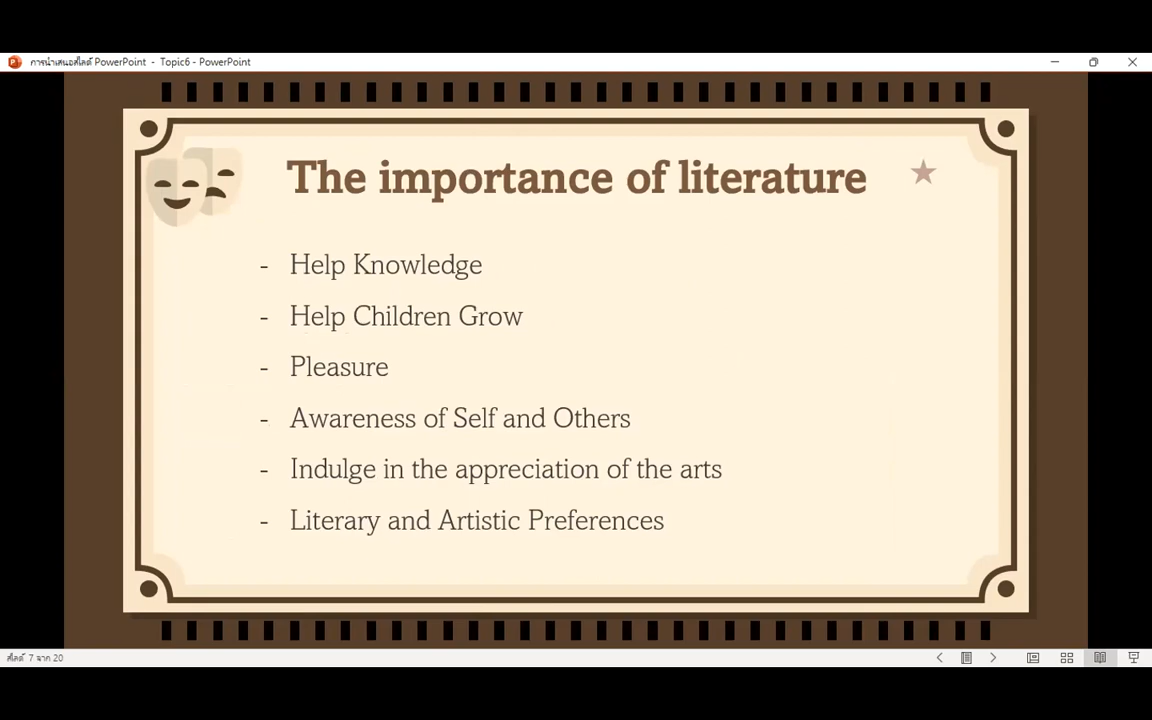 การนำเสนอสไลด์ PowerPoint - Topic6 - PowerPoint
The importance of literature
- Help Knowledge
- Help Children Grow
- Pleasure
- Awareness of Self and Others
- Indulge in the appreciation of the arts
- Literary and Artistic Preferences
สไลด์ 7 จาก 20